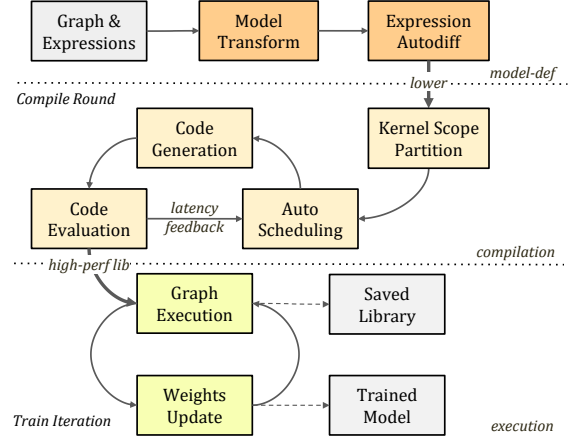 Graph &
Expressions
Model
Transform
Expression
Autodiff
lower
model-def
Compile Round
Code
Generation
Kernel Scope
Partition
Code
Evaluation
latency
feedback
Auto
Scheduling
compilation
high-perf lib
Graph
Execution
Saved
Library
Weights
Update
Trained
Model
Train Iteration
execution